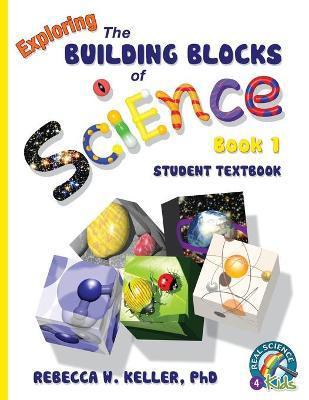 Exploring The
BUILDING BLOCKS
of
Science
Book 1
STUDENT TEXTBOOK
REBECCA W. KELLER, PhD
REAL SCIENCE
4
Kids